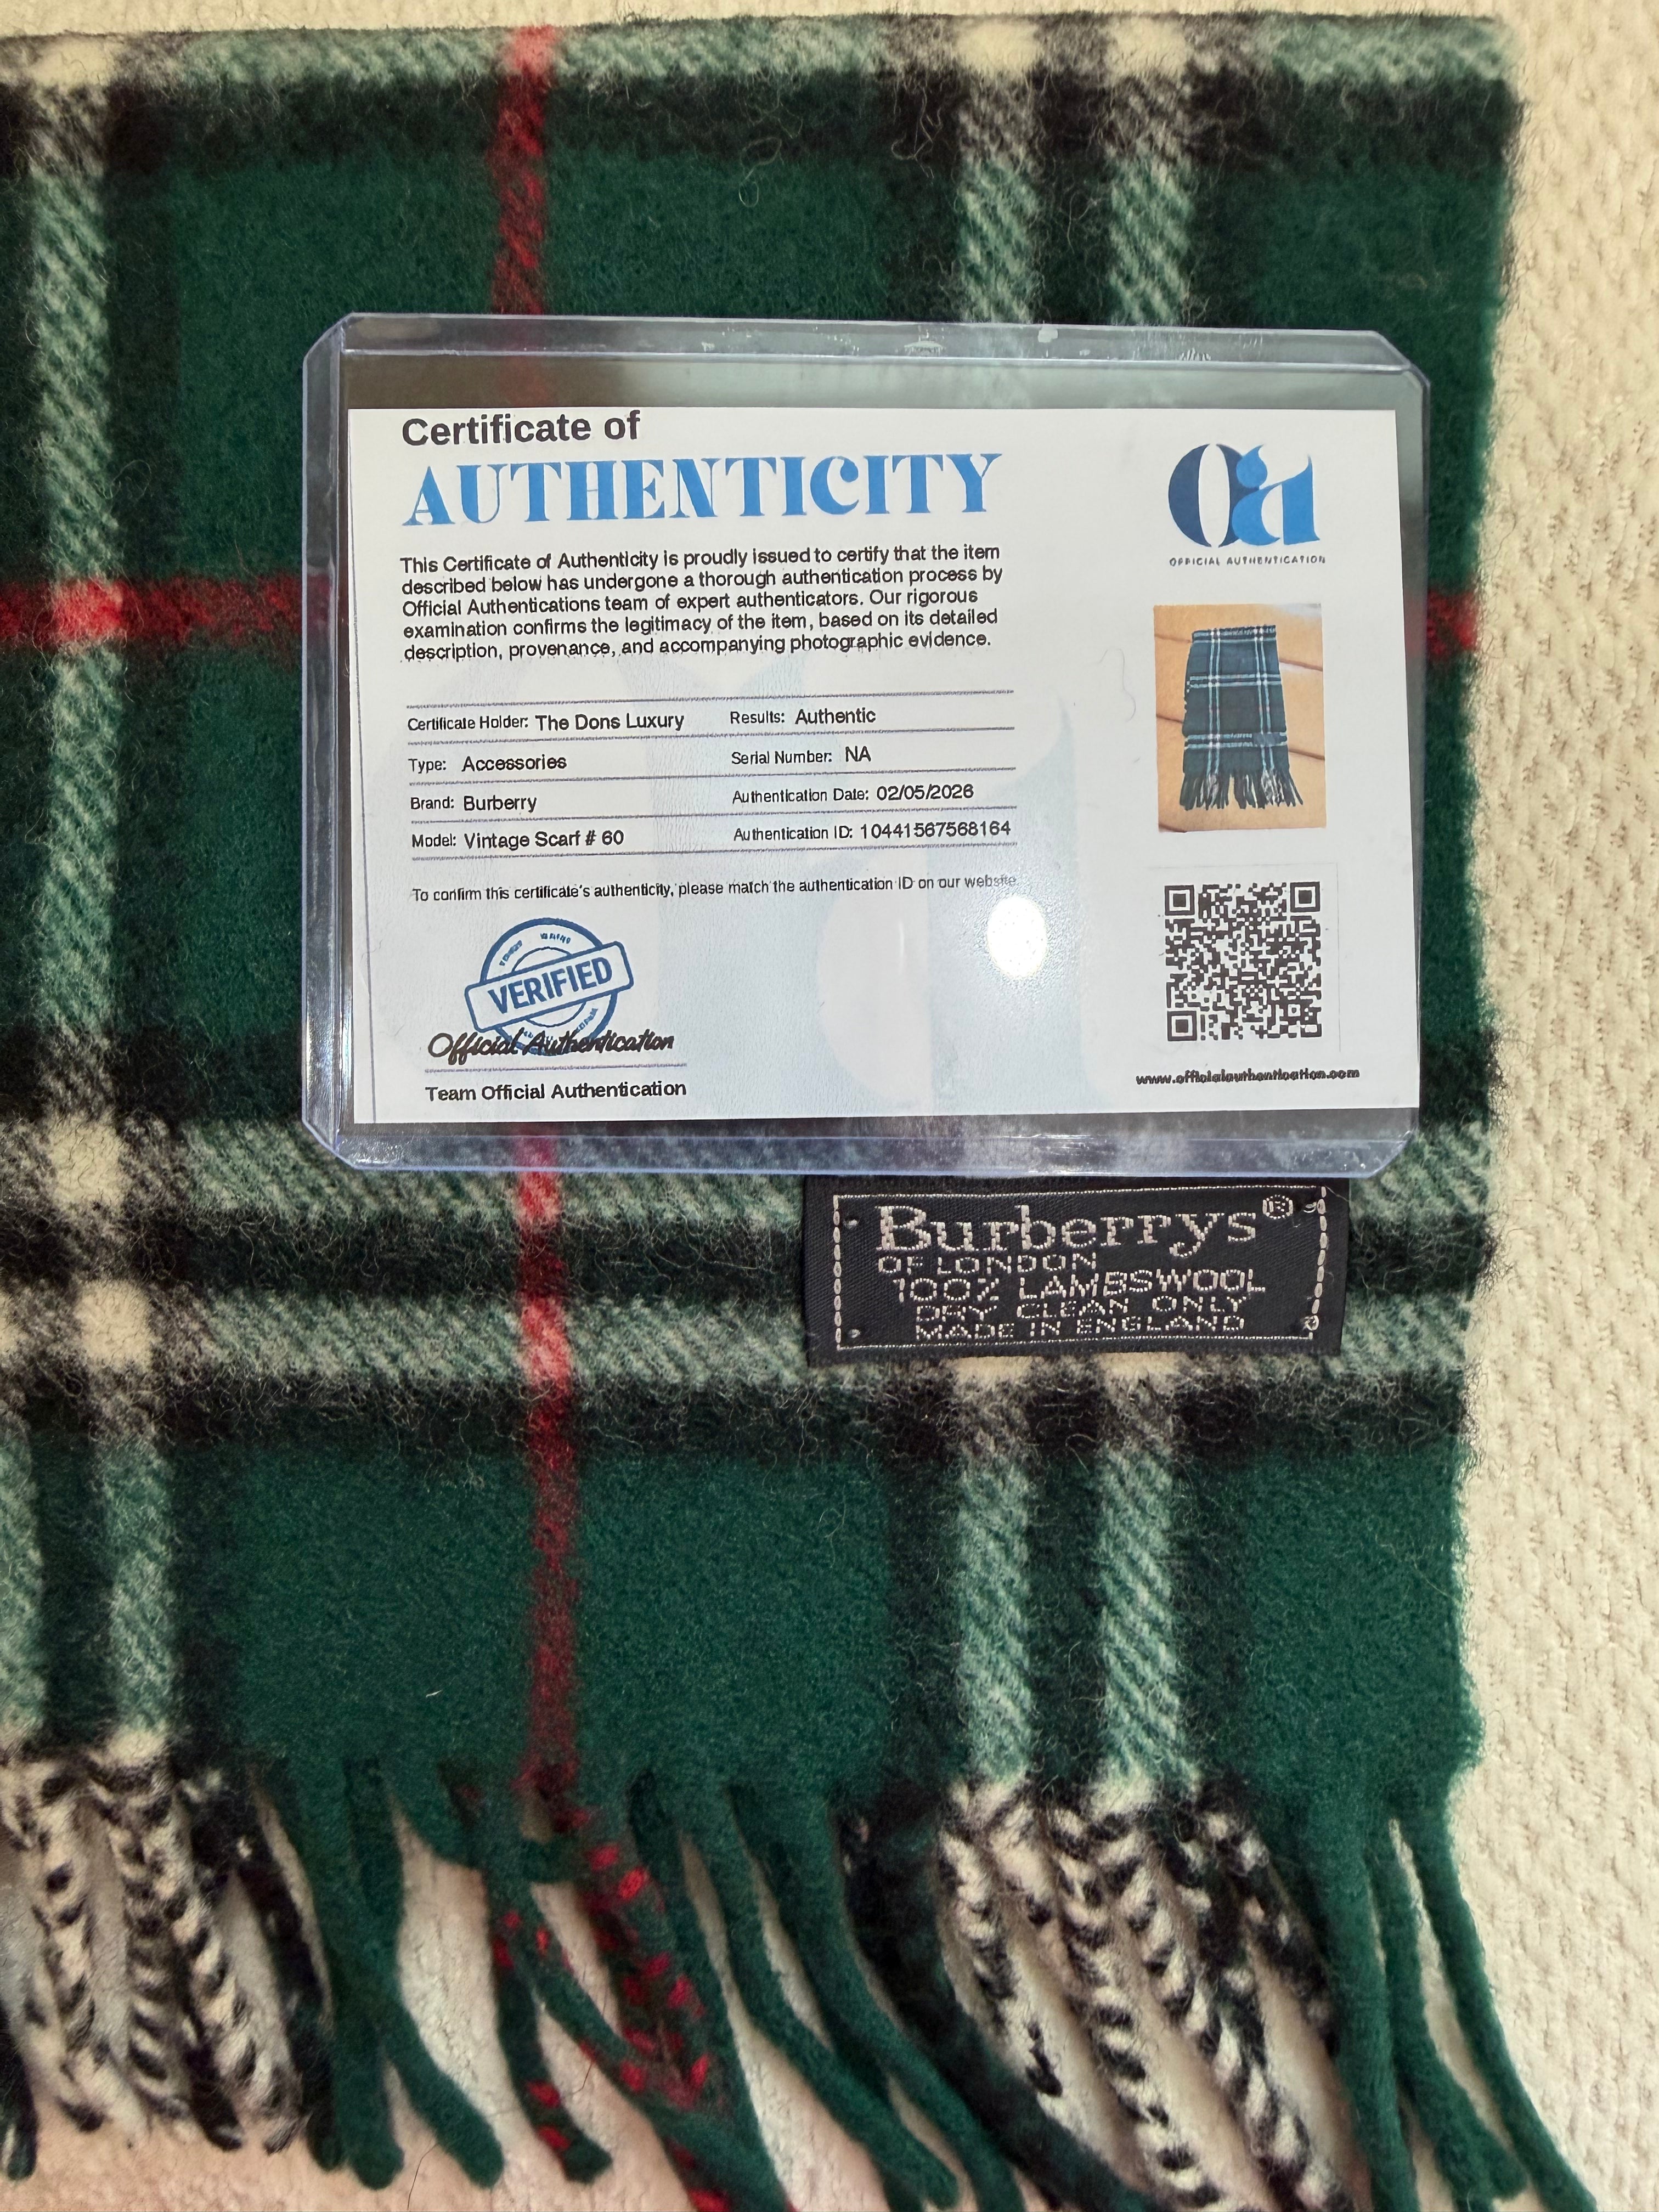 Certificate of
AUTHENTICITY
This Certificate of Authenticity is proudly issued to certify that the item
described below has undergone a thorough authentication process by
Official Authentications team of expert authenticators. Our rigorous
examination confirms the legitimacy of the item, based on its detailed
description, provenance, and accompanying photographic evidence.
Certificate Holder: The Dons Luxury
Results: Authentic
Type: Accessories
Serial Number: NA
Brand: Burberry
Authentication Date: 02/05/2026
Model: Vintage Scarf # 60
Authentication ID: 10441567568164
To confirm this certificate's authenticity, please match the authentication ID on our website.
VERIFIED
Official Authentication
Team Official Authentication
Oa
OFFICIAL AUTHENTICATION
www.officialauthentication.com
Burberrys®
OF LONDON
100% LAMBSWOOL
DRY CLEAN ONLY
MADE IN ENGLAND